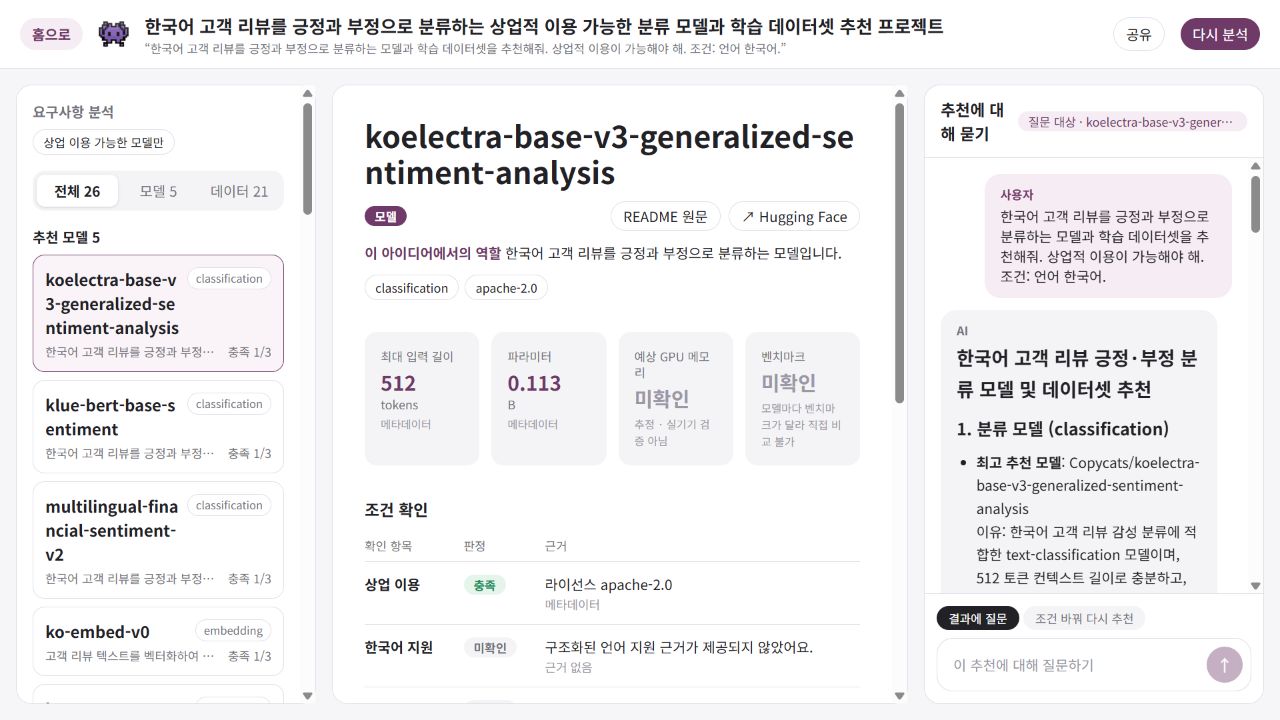 홈으로
한국어 고객 리뷰를 긍정과 부정으로 분류하는 상업적 이용 가능한 분류 모델과 학습 데이터셋 추천 프로젝트
“한국어 고객 리뷰를 긍정과 부정으로 분류하는 모델과 학습 데이터셋을 추천해줘. 상업적 이용이 가능해야 해. 조건: 언어 한국어.”
공유
다시 분석
요구사항 분석
상업 이용 가능한 모델만
전체 26
모델 5
데이터 21
추천 모델 5
koelectra-base-v
3-generalized-se
ntiment-analysis
classification
한국어 고객 리뷰를 긍정과 부정…
충족 1/3
klue-bert-base-s
entiment
classification
한국어 고객 리뷰를 긍정과 부정…
충족 1/3
multilingual-fina
ncial-sentiment-
v2
classification
한국어 고객 리뷰를 긍정과 부정…
충족 1/3
ko-embed-v0
embedding
고객 리뷰 텍스트를 벡터화하여 …
충족 1/3
koelectra-base-v3-generalized-se
ntiment-analysis
모델
README 원문
↗ Hugging Face
이 아이디어에서의 역할 한국어 고객 리뷰를 긍정과 부정으로 분류하는 모델입니다.
classification
apache-2.0
최대 입력 길이
512
tokens
메타데이터
파라미터
0.113
B
메타데이터
예상 GPU 메모
리
미확인
추정 · 실기기 검
증 아님
벤치마크
미확인
모델마다 벤치마
크가 달라 직접 비
교 불가
조건 확인
확인 항목
판정
근거
상업 이용
충족
라이선스 apache-2.0
메타데이터
한국어 지원
미확인
구조화된 언어 지원 근거가 제공되지 않았어요.
근거 없음
추천에 대
해 묻기
질문 대상 · koelectra-base-v3-gener…
사용자
한국어 고객 리뷰를 긍정과 부정으로
분류하는 모델과 학습 데이터셋을 추
천해줘. 상업적 이용이 가능해야 해.
조건: 언어 한국어.
AI
한국어 고객 리뷰 긍정·부정 분
류 모델 및 데이터셋 추천
1. 분류 모델 (classification)
최고 추천 모델: Copycats/koelectra-
base-v3-generalized-sentiment-
analysis
이유: 한국어 고객 리뷰 감성 분류에 적
합한 text-classification 모델이며,
512 토큰 컨텍스트 길이로 충분하고,
결과에 질문
조건 바꿔 다시 추천
이 추천에 대해 질문하기